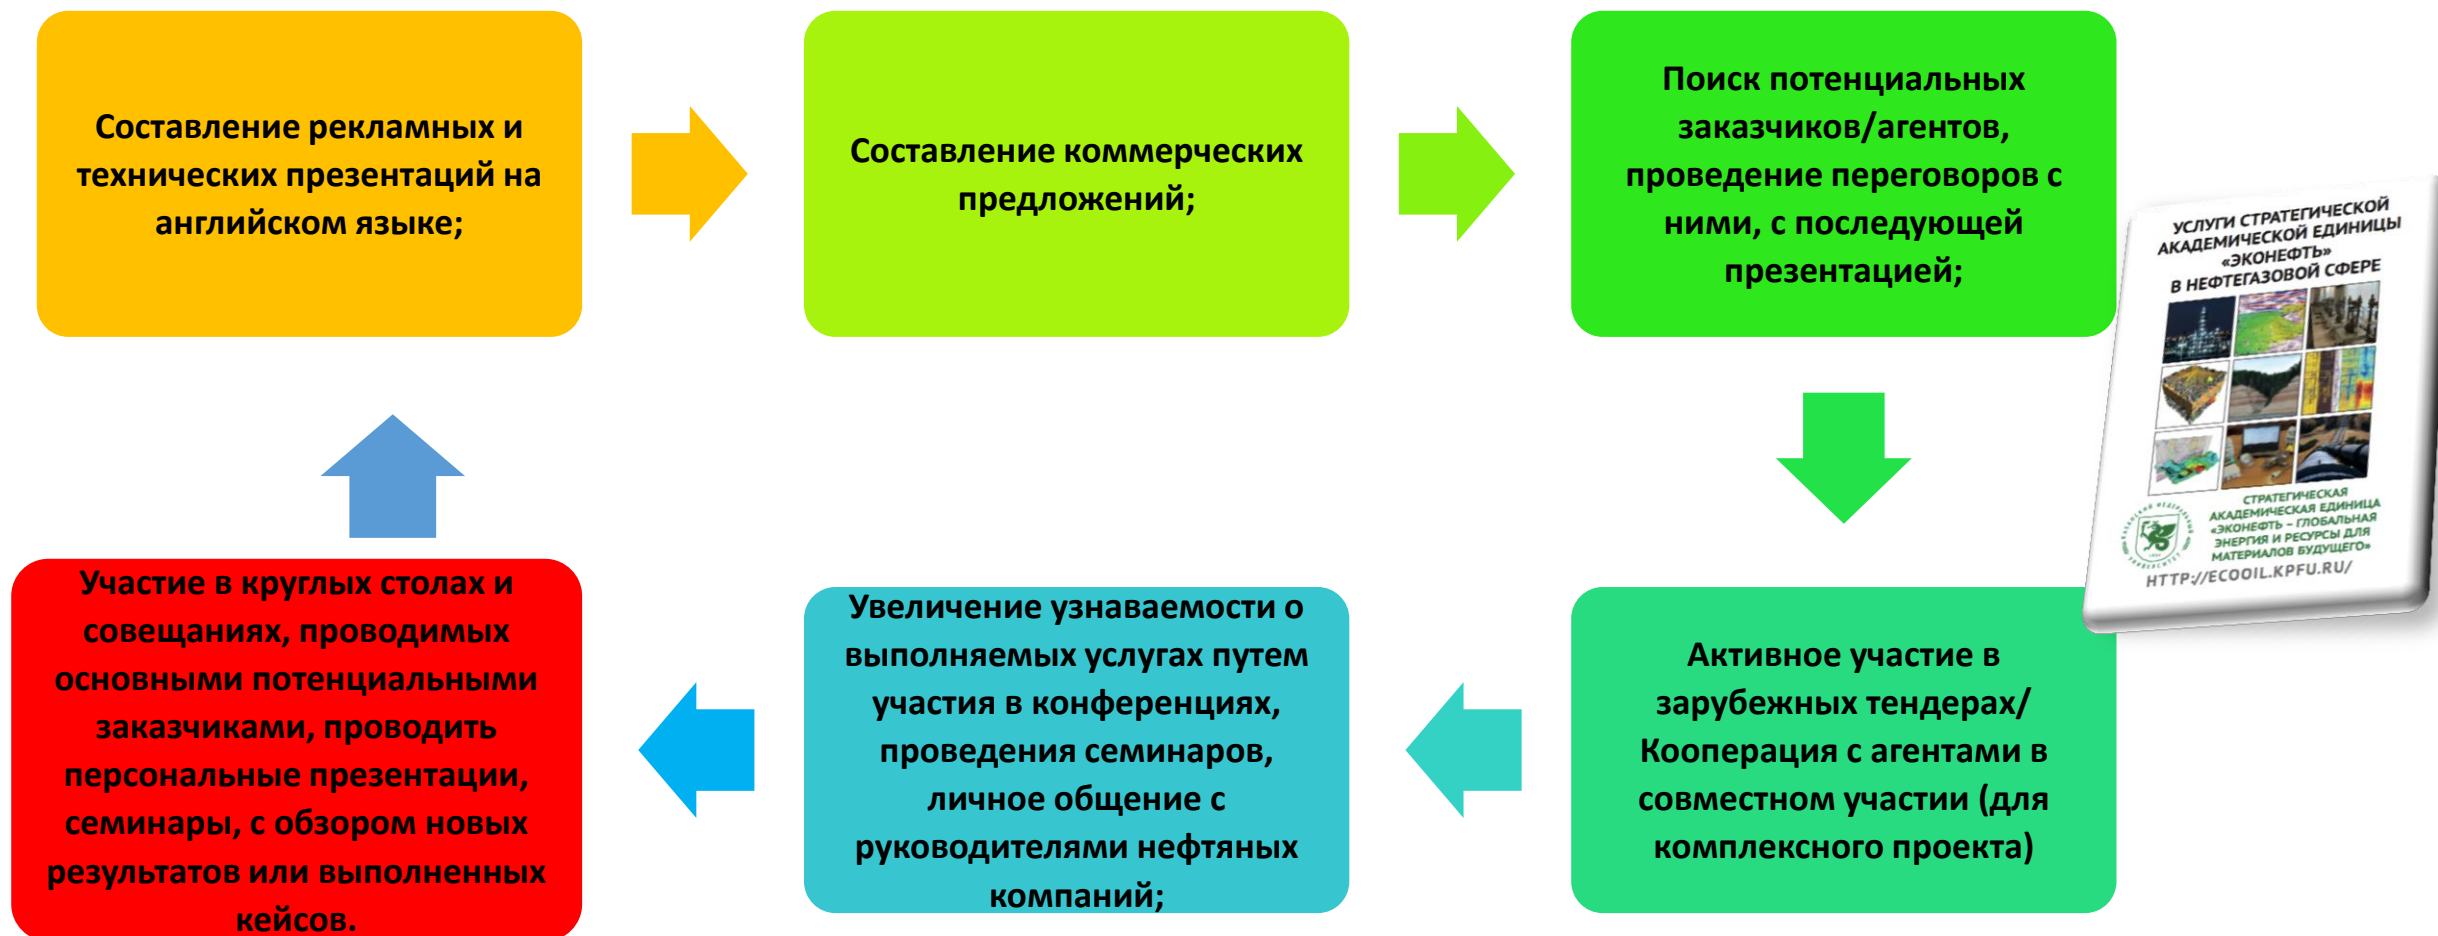 Составление рекламных и
технических презентаций на
английском языке;
Составление коммерческих
предложений;
Поиск потенциальных
заказчиков/агентов,
проведение переговоров с
ними, с последующей
презентацией;
Активное участие в
зарубежных тендерах/
Кооперация с агентами в
совместном участии (для
комплексного проекта)
Увеличение узнаваемости о
выполняемых услугах путем
участия в конференциях,
проведения семинаров,
личное общение с
руководителями нефтяных
компаний;
Участие в круглых столах и
совещаниях, проводимых
основными потенциальными
заказчиками, проводить
персональные презентации,
семинары, с обзором новых
результатов или выполненных
кейсов.
УСЛУГИ СТРАТЕГИЧЕСКОЙ
АКАДЕМИЧЕСКОЙ ЕДИНИЦЫ
«ЭКОНЕФТЬ»
В НЕФТЕГАЗОВОЙ СФЕРЕ
СТРАТЕГИЧЕСКАЯ
АКАДЕМИЧЕСКАЯ ЕДИНИЦА
«ЭКОНЕФТЬ – ГЛОБАЛЬНАЯ
ЭНЕРГИЯ И РЕСУРСЫ ДЛЯ
МАТЕРИАЛОВ БУДУЩЕГО»
HTTP://ECOOIL.KPFU.RU/